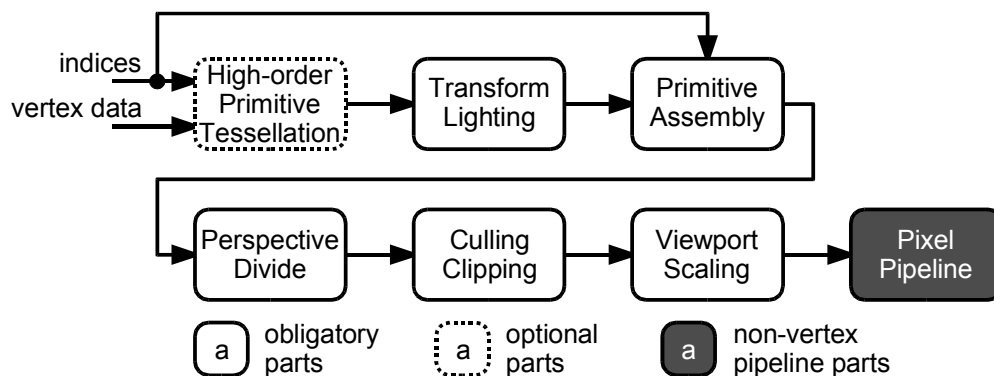 indices
vertex data
High-order
Primitive
Tessellation
Transform
Lighting
Primitive
Assembly
Perspective
Divide
Culling
Clipping
Viewport
Scaling
Pixel
Pipeline
a
obligatory
parts
a
optional
parts
a
non-vertex
pipeline parts